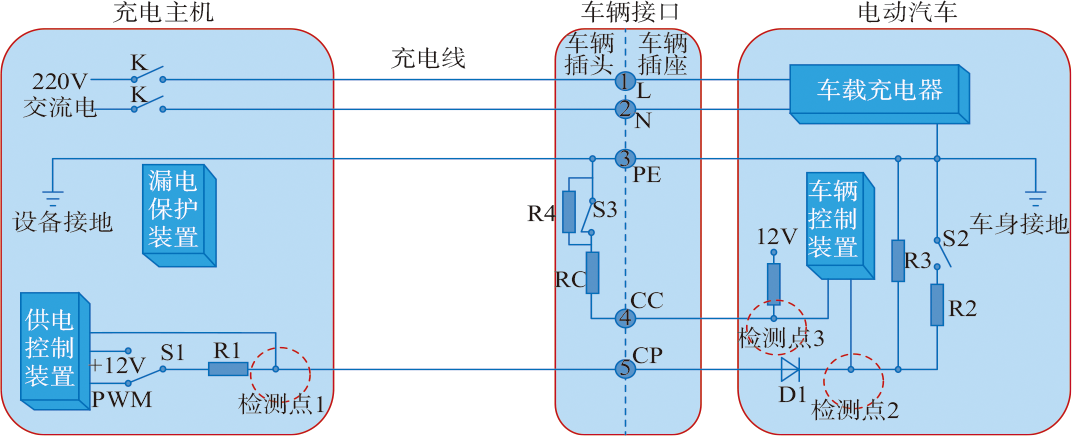 充电主机
车辆接口
电动汽车
充电线
车辆
插头
车辆
插座
220V
交流电
K
K
1
L
2
N
3
PE
车载充电器
设备接地
漏电
保护
装置
R4
S3
RC
车辆
控制
装置
12V
R3
S2
R2
车身接地
供电
控制
装置
+12V
PWM
S1
R1
检测点1
4
CC
5
CP
检测点3
D1
检测点2